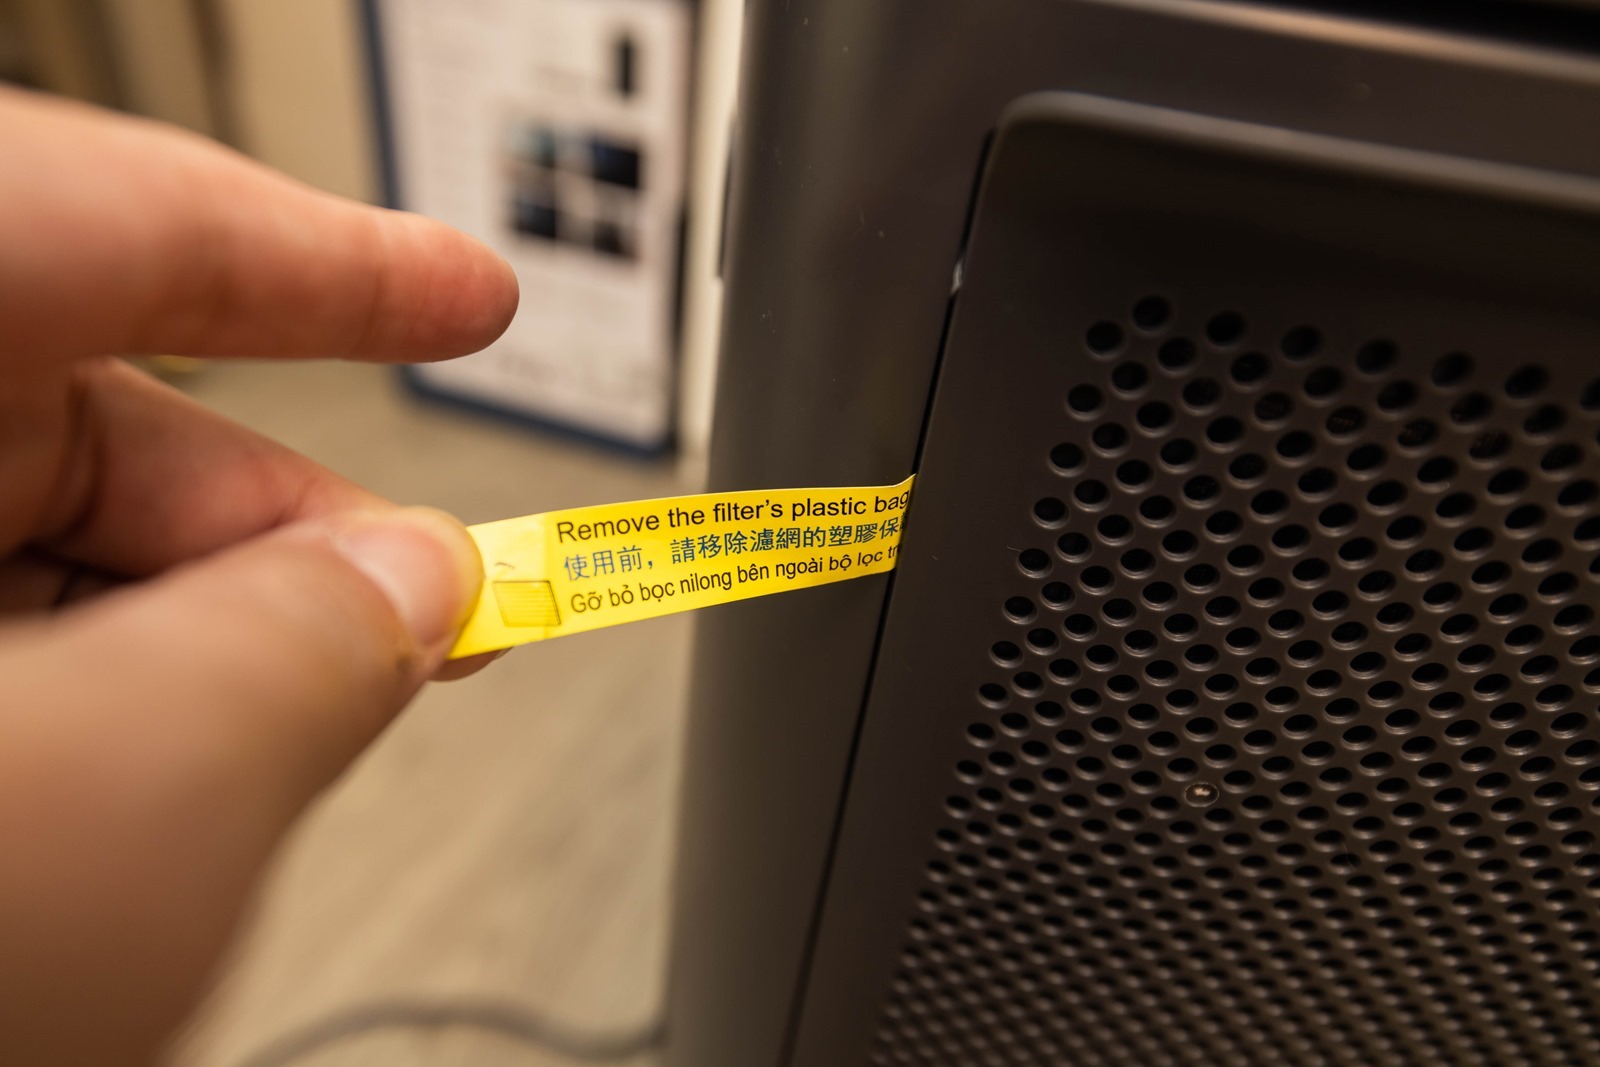 Remove the filter's plastic bag
使用前，請移除濾網的塑膠保
Gỡ bỏ bọc nilong bên ngoài bộ lọc